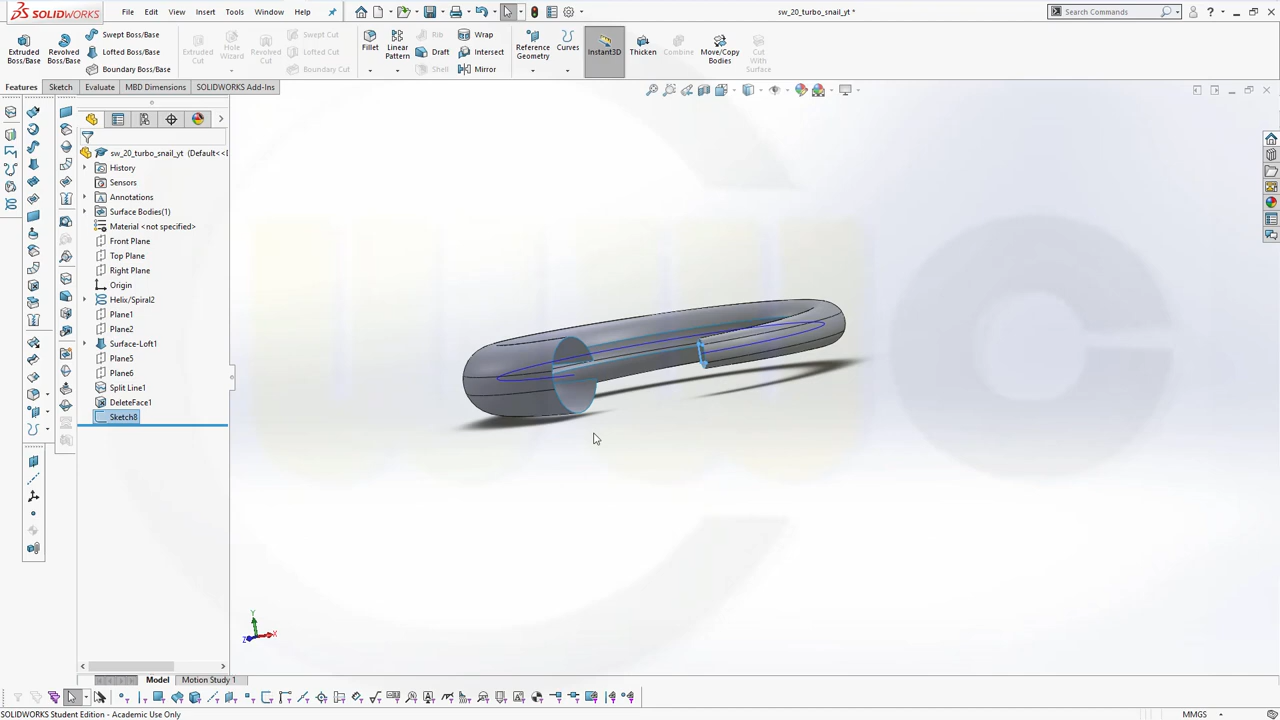 SOLIDWORKS
File
Edit
View
Insert
Tools
Window
Help
sw_20_turbo_snail_yt *
Search Commands
Extruded Boss/Base
Revolved Boss/Base
Swept Boss/Base
Lofted Boss/Base
Boundary Boss/Base
Extruded Cut
Hole Wizard
Revolved Cut
Swept Cut
Lofted Cut
Boundary Cut
Fillet
Linear Pattern
Rib
Draft
Shell
Wrap
Intersect
Mirror
Reference Geometry
Curves
Instant3D
Thicken
Combine
Move/Copy Bodies
Cut With Surface
Features
Sketch
Evaluate
MBD Dimensions
SOLIDWORKS Add-Ins
sw_20_turbo_snail_yt (Default<<D
History
Sensors
Annotations
Surface Bodies(1)
Material <not specified>
Front Plane
Top Plane
Right Plane
Origin
Helix/Spiral2
Plane1
Plane2
Surface-Loft1
Plane5
Plane6
Split Line1
DeleteFace1
Sketch8
Y
Z
X
Model
Motion Study 1
SOLIDWORKS Student Edition - Academic Use Only
MMGS